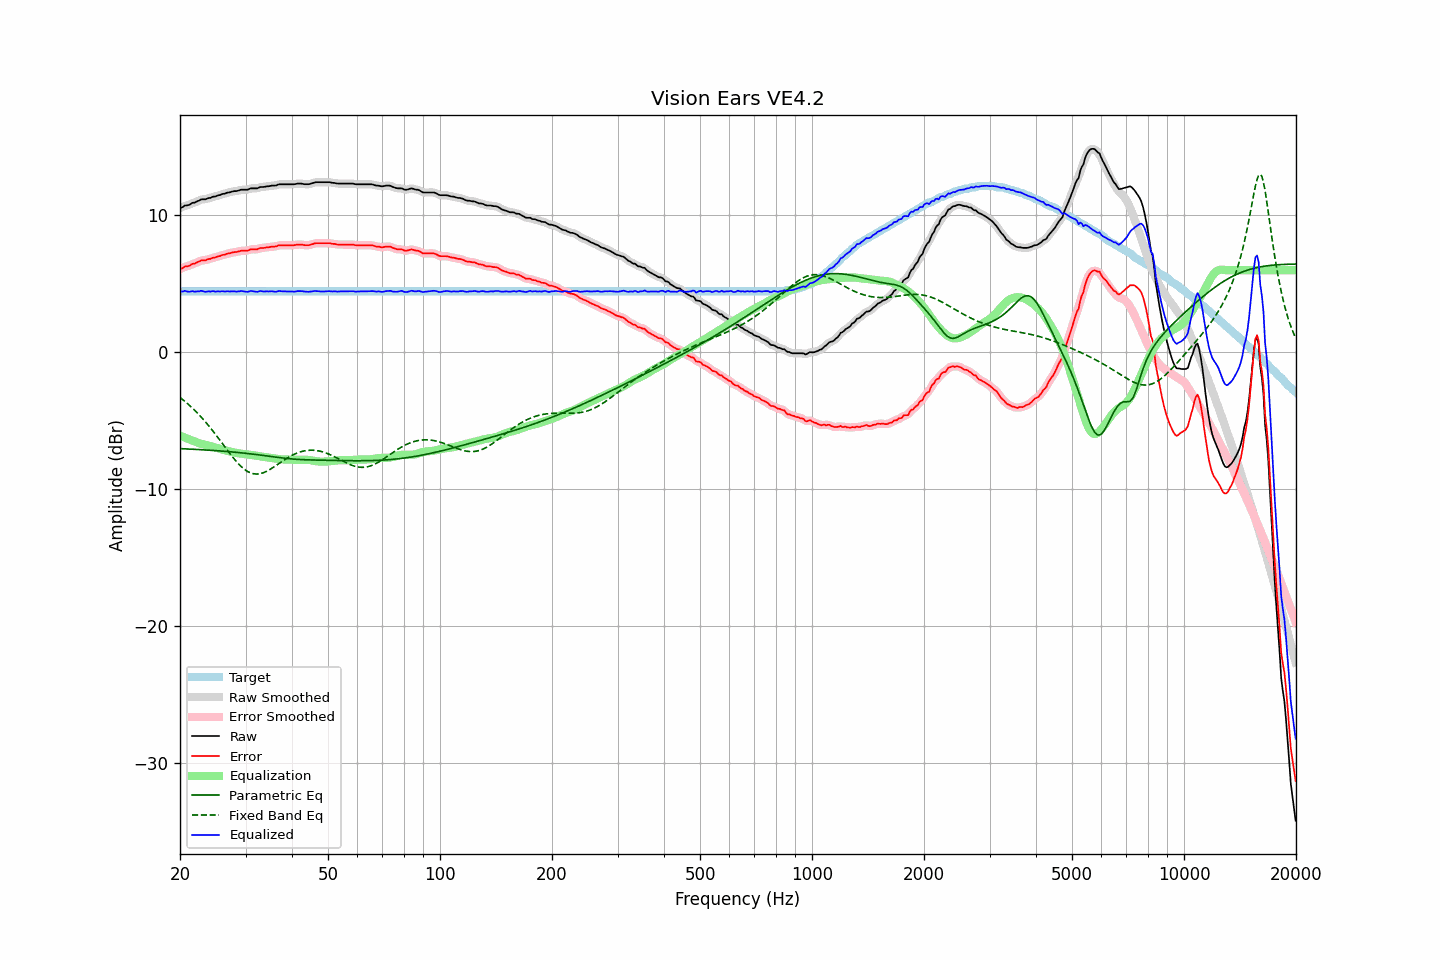 Vision Ears VE4.2
Amplitude (dBr)
10
0
−10
−20
−30
Target
Raw Smoothed
Error Smoothed
Raw
Error
Equalization
Parametric Eq
Fixed Band Eq
Equalized
20 50 100 200 500 1000 2000 5000 10000 20000
Frequency (Hz)